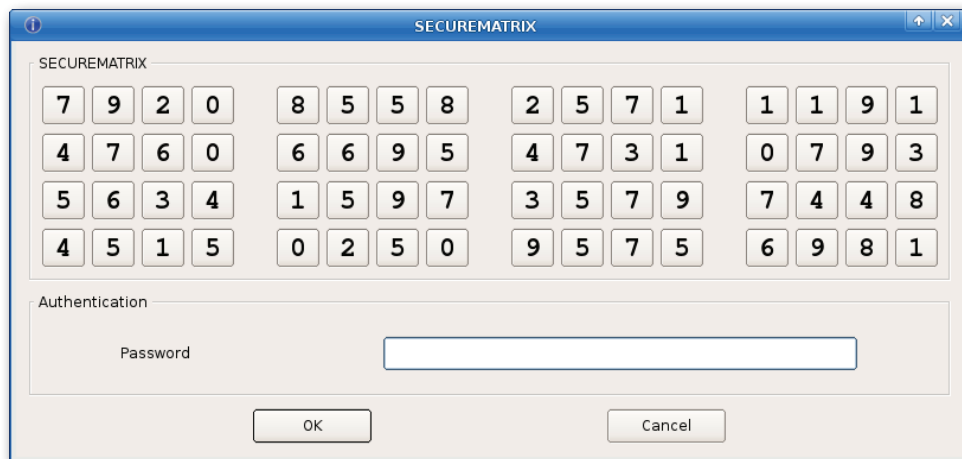 SECUREMATRIX
SECUREMATRIX
7 9 2 0 8 5 5 8 2 5 7 1 1 1 9 1
4 7 6 0 6 6 9 5 4 7 3 1 0 7 9 3
5 6 3 4 1 5 9 7 3 5 7 9 7 4 4 8
4 5 1 5 0 2 5 0 9 5 7 5 6 9 8 1
Authentication
Password
OK Cancel